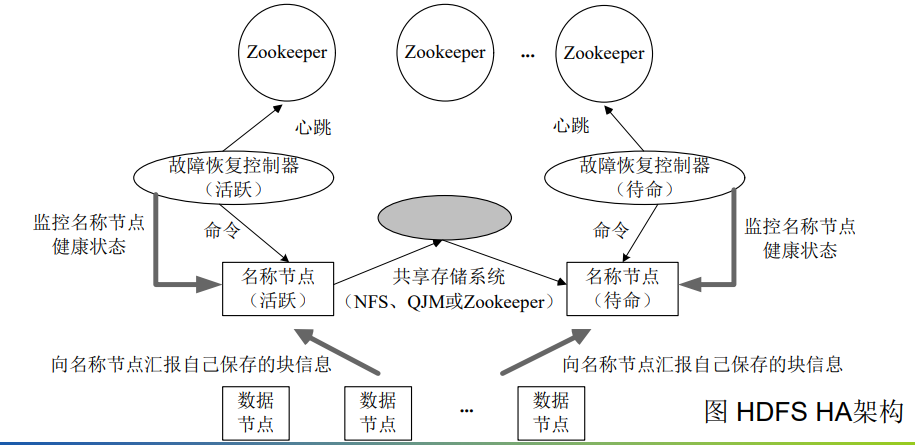 Zookeeper
Zookeeper
...
Zookeeper
心跳
心跳
故障恢复控制器
（活跃）
故障恢复控制器
（待命）
监控名称节点
健康状态
命令
命令
监控名称节点
健康状态
名称节点
（活跃）
共享存储系统
（NFS、QJM或Zookeeper）
名称节点
（待命）
向名称节点汇报自己保存的块信息
向名称节点汇报自己保存的块信息
数据
节点
数据
节点
...
数据
节点
图 HDFS HA架构